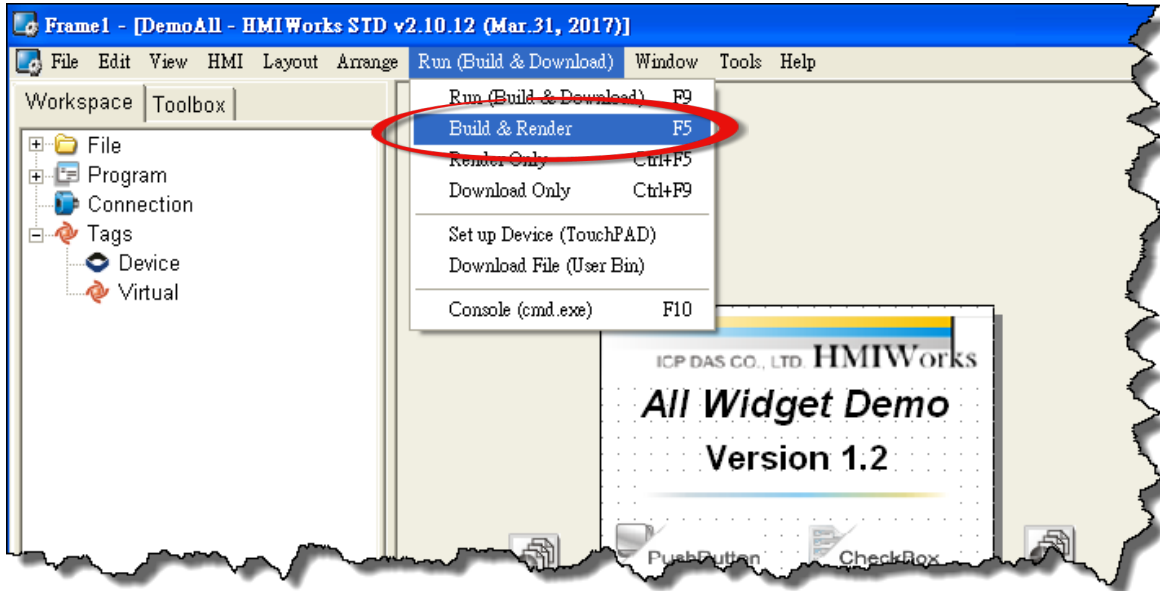 Frame1 - [DemoAll - HMIWorks STD v2.10.12 (Mar.31, 2017)]
File Edit View HMI Layout Arrange Run (Build & Download) Window Tools Help
Workspace Toolbox
Run (Build & Download) F9
Build & Render F5
Render Only Ctrl+F5
Download Only Ctrl+F9
Set up Device (TouchPAD)
Download File (User Bin)
Console (cmd.exe) F10
File
Program
Connection
Tags
Device
Virtual
ICP DAS CO., LTD. HMIWorks
All Widget Demo
Version 1.2
PushButton CheckBox